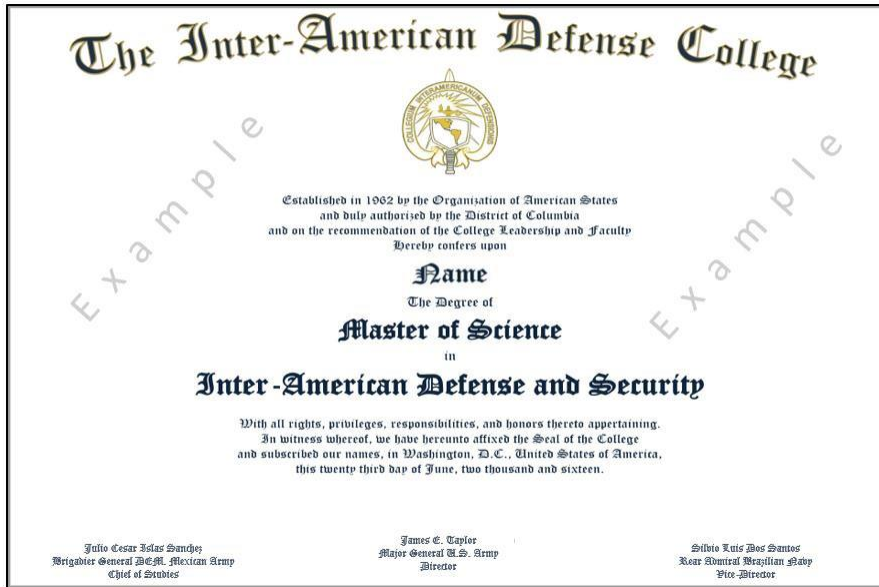 The Inter-American Defense College
COLLEGIUM INTERAMERICANUM DEFENSIONIS
Example
Example
Established in 1962 by the Organization of American States
and duly authorized by the District of Columbia
and on the recommendation of the College Leadership and Faculty
Hereby confers upon
Name
The Degree of
Master of Science
in
Inter-American Defense and Security
With all rights, privileges, responsibilities, and honors thereto appertaining.
In witness whereof, we have hereunto affixed the Seal of the College
and subscribed our names, in Washington, D.C., United States of America,
this twenty third day of June, two thousand and sixteen.
Julio Cesar Islas Sanchez
Brigadier General DEM. Mexican Army
Chief of Studies
James E. Taylor
Major General U.S. Army
Director
Silvio Luis Dos Santos
Rear Admiral Brazilian Navy
Vice-Director